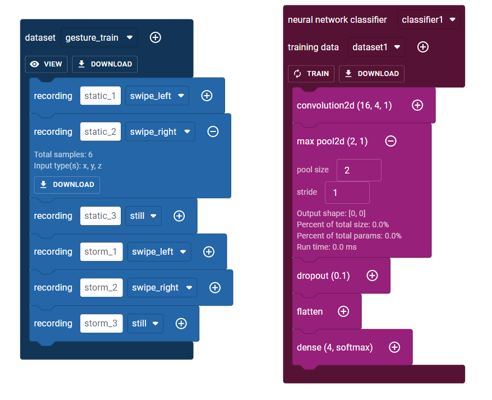 dataset gesture_train
VIEW DOWNLOAD
recording static_1 swipe_left
recording static_2 swipe_right
Total samples: 6
Input type(s): x, y, z
DOWNLOAD
recording static_3 still
recording storm_1 swipe_left
recording storm_2 swipe_right
recording storm_3 still
neural network classifier classifier1
training data dataset1
TRAIN DOWNLOAD
convolution2d (16, 4, 1)
max pool2d (2, 1)
pool size 2
stride 1
Output shape: [0, 0]
Percent of total size: 0.0%
Percent of total params: 0.0%
Run time: 0.0 ms
dropout (0.1)
flatten
dense (4, softmax)